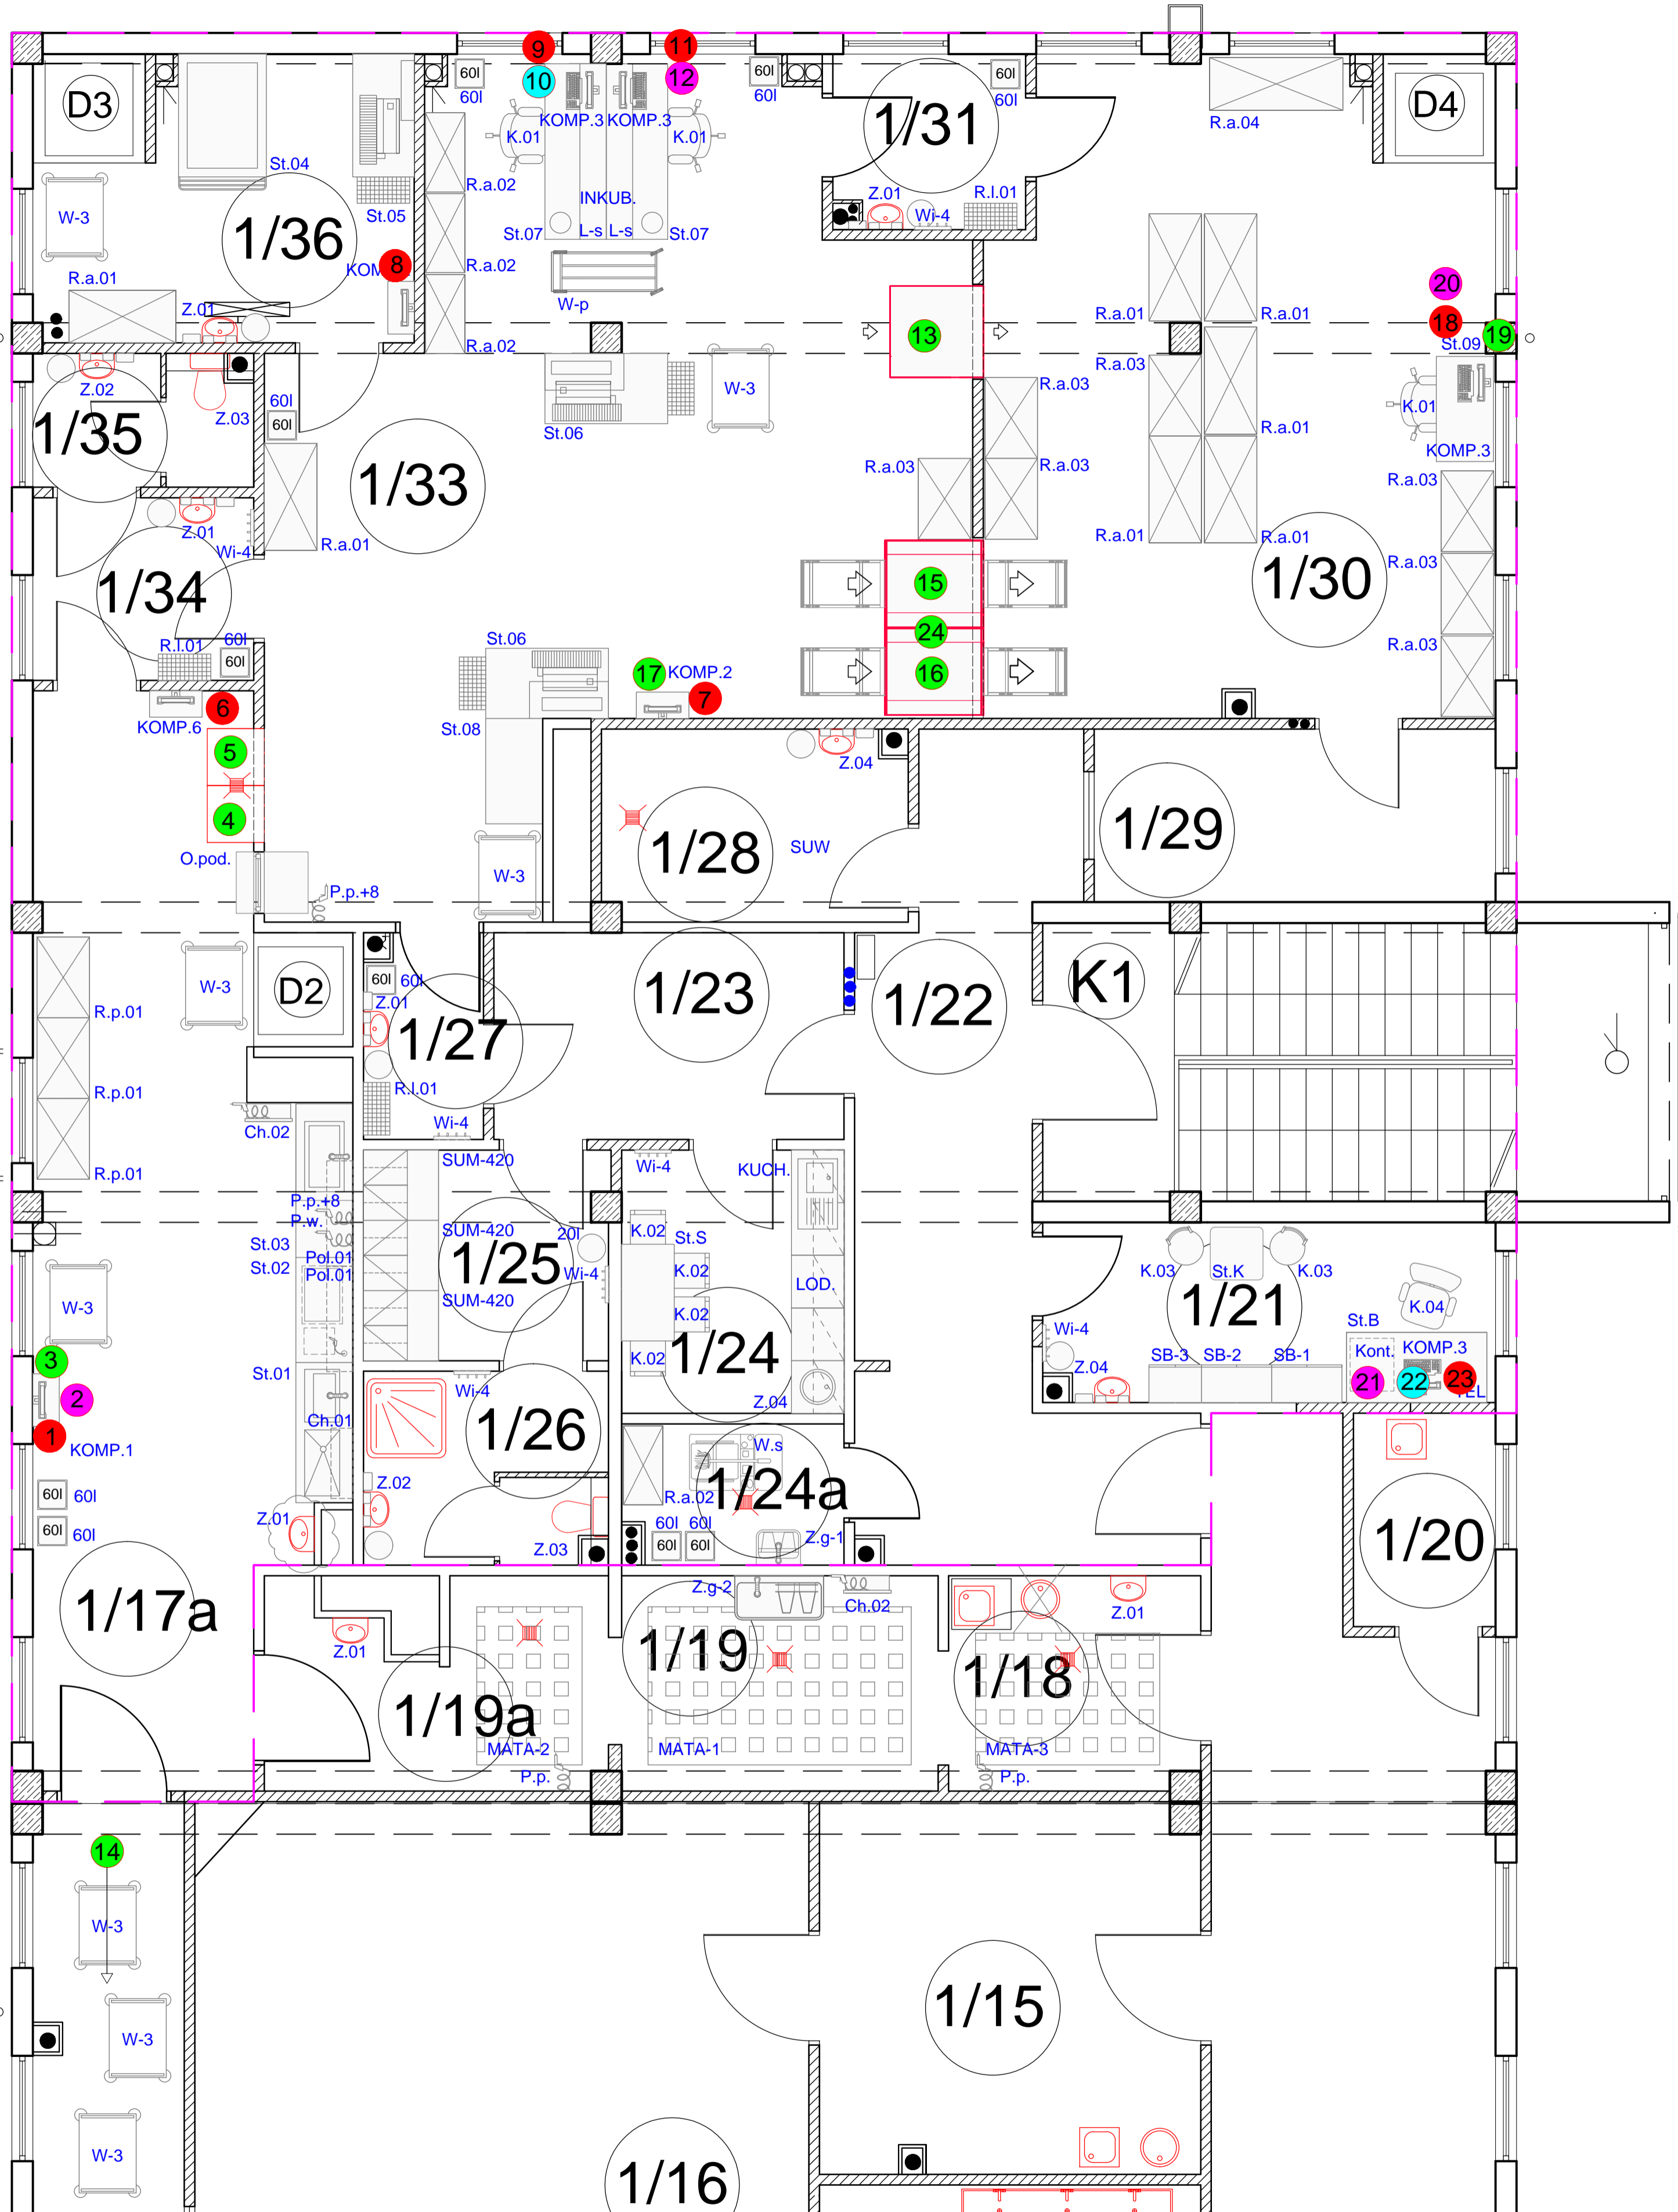 9
11
60l
10
60l
12
60l
D3
60l
60l
1/31
60l
D4
KOMP.3
KOMP.3
R.a.04
K.01
K.01
St.04
R.a.02
INKUB.
Z.01
R.l.01
W-3
St.05
Wi-4
1/36
St.07
L-s
L-s
St.07
8
R.a.02
R.a.01
W-p
20
Z.01
R.a.01
R.a.01
18
19
13
R.a.02
St.09
Z.02
R.a.03
W-3
R.a.03
60l
Z.03
K.01
60l
St.06
R.a.01
1/35
KOMP.3
1/33
R.a.03
R.a.03
R.a.03
Z.01
R.a.01
R.a.01
R.a.01
Wi-4
R.a.03
1/34
15
1/30
24
R.l.01
60l
St.06
R.a.03
60l
17
KOMP.2
16
6
7
KOMP.6
St.08
5
Z.04
4
1/28
SUW
1/29
O.pod.
W-3
P.p.+8
D2
W-3
60l
60l
1/23
1/22
K1
Z.01
R.p.01
1/27
R.l.01
R.p.01
Wi-4
Ch.02
SUM-420
Wi-4
KUCH.
R.p.01
P.p.+8
P.w.
SUM-420
20l
K.02
St.S
St.03
Pol.01
1/25
Wi-4
K.02
LOD.
K.03
St.K
K.03
St.02
Pol.01
SUM-420
K.02
1/21
K.04
W-3
Wi-4
St.B
3
1/24
SB-3
SB-2
SB-1
Kont.
KOMP.3
St.01
K.02
Z.04
2
Wi-4
Z.04
21
22
23
Ch.01
1
KOMP.1
1/26
W.s
Z.02
1/24a
60l
60l
R.a.02
Z.01
60l
60l
1/20
60l
60l
Z.03
60l
60l
Z.g-1
Z.g-2
Ch.02
1/17a
Z.01
Z.01
1/19
1/18
1/19a
MATA-2
MATA-1
MATA-3
P.p.
P.p.
14
W-3
1/15
W-3
W-3
1/16